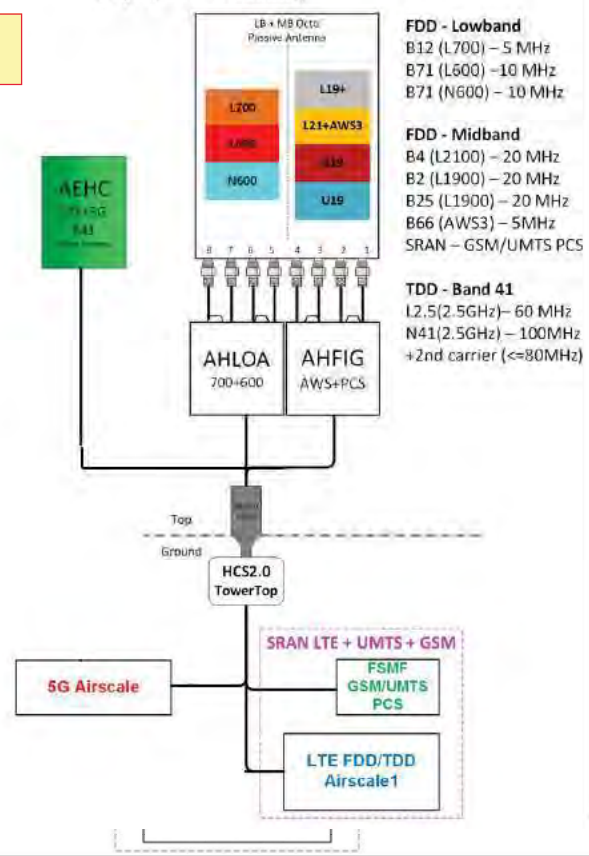 LB + MB Octo
Passive Antenna
L700
N600
L19+
L21+AWS3
U19
8 7 6 5 4 3 2 1
AEHC
AHLOA
700+600
AHFIG
AWS+PCS
FDD - Lowband
B12 (L700) – 5 MHz
B71 (L600) –10 MHz
B71 (N600) – 10 MHz
FDD - Midband
B4 (L2100) – 20 MHz
B2 (L1900) – 20 MHz
B25 (L1900) – 20 MHz
B66 (AWS3) – 5MHz
SRAN – GSM/UMTS PCS
TDD - Band 41
L2.5(2.5GHz) – 60 MHz
N41(2.5GHz) – 100MHz
+2nd carrier (<=80MHz)
Top
Ground
HCS2.0
TowerTop
SRAN LTE + UMTS + GSM
5G Airscale
FSMF
GSM/UMTS
PCS
LTE FDD/TDD
Airscale1